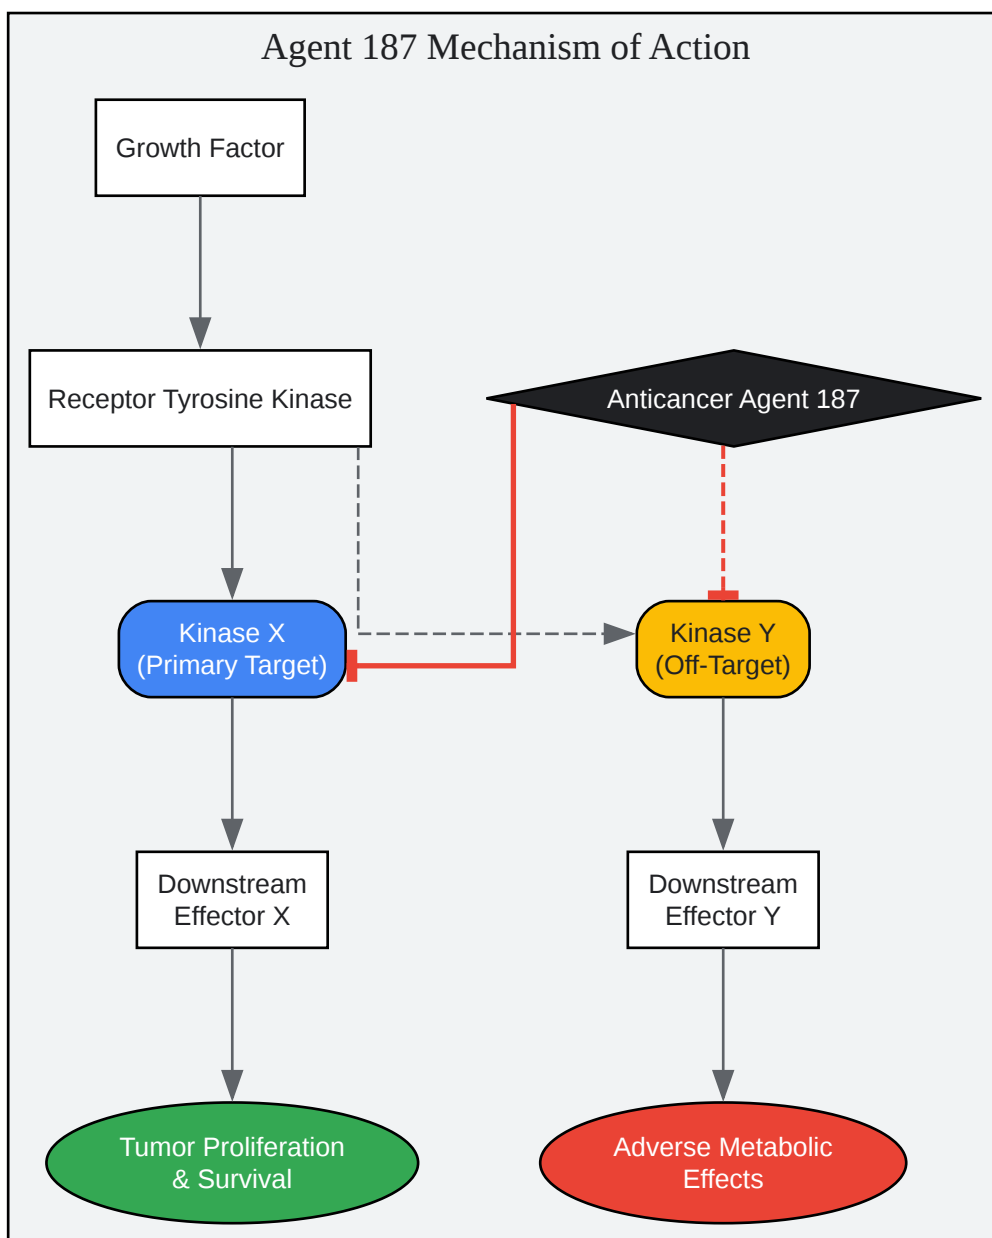 Agent 187 Mechanism of Action
Growth Factor
Receptor Tyrosine Kinase
Anticancer Agent 187
Kinase X
(Primary Target)
Kinase Y
(Off-Target)
Downstream
Effector X
Downstream
Effector Y
Tumor Proliferation
& Survival
Adverse Metabolic
Effects